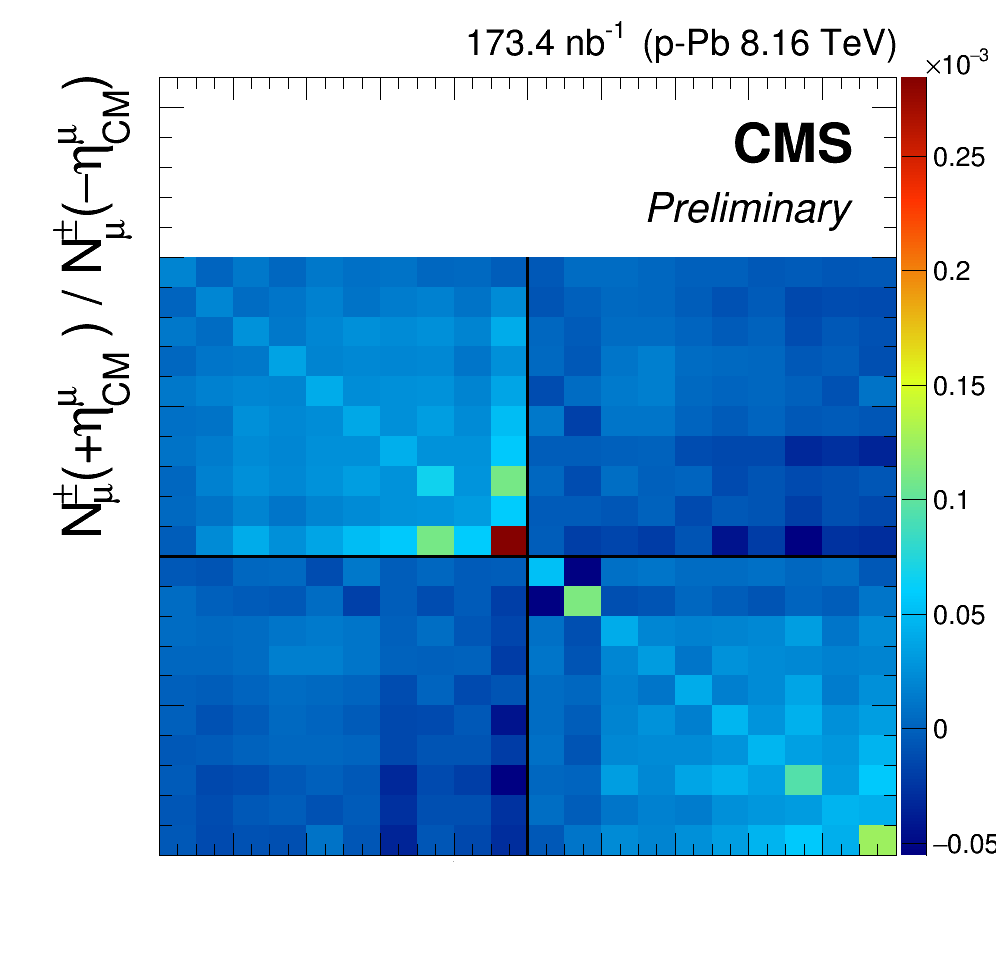 173.4 nb⁻¹ (p-Pb 8.16 TeV)
×10⁻³
CMS
Preliminary
N^±_μ(+η^μ_CM) / N^±_μ(−η^μ_CM)
0.25
0.2
0.15
0.1
0.05
0
−0.05